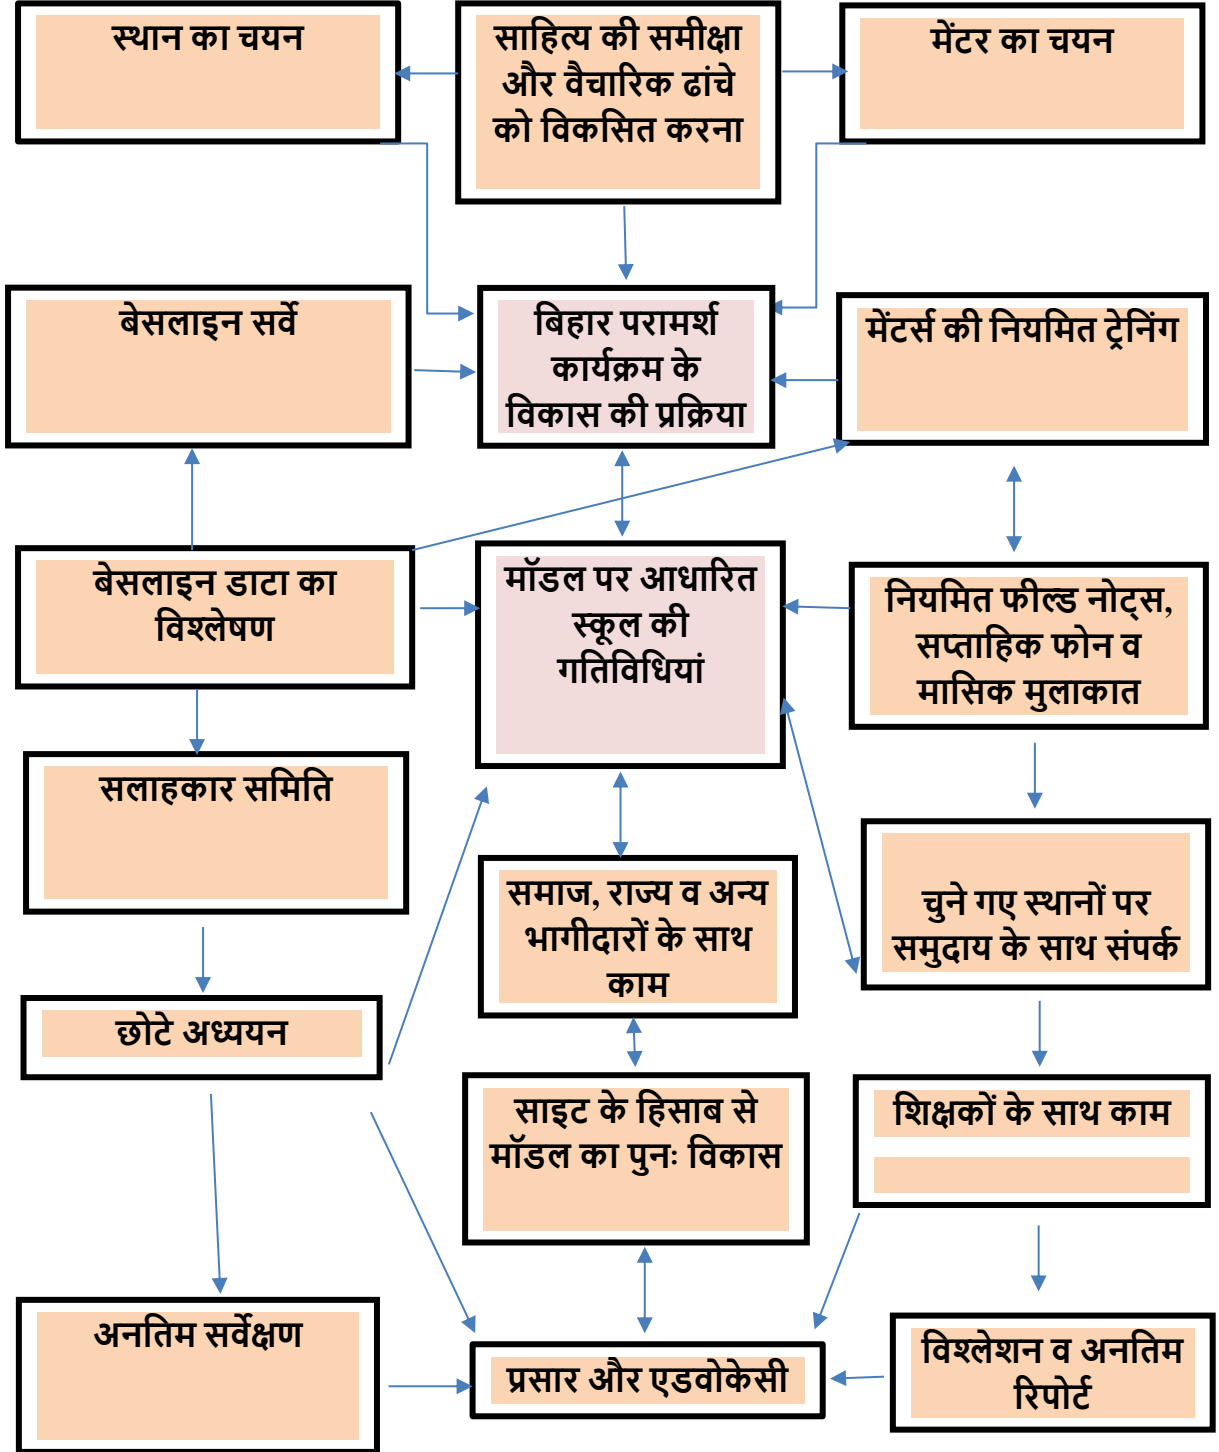 स्थान का चयन
साहित्य की समीक्षा
और वैचारिक ढांचे
को विकसित करना
मेंटर का चयन
बेसलाइन सर्वे
बिहार परामर्श
कार्यक्रम के
विकास की प्रक्रिया
मेंटर्स की नियमित ट्रेनिंग
बेसलाइन डाटा का
विश्लेषण
मॉडल पर आधारित
स्कूल की
गतिविधियां
नियमित फील्ड नोट्स,
सप्ताहिक फोन व
मासिक मुलाकात
सलाहकार समिति
समाज, राज्य व अन्य
भागीदारों के साथ
काम
चुने गए स्थानों पर
समुदाय के साथ संपर्क
छोटे अध्ययन
साइट के हिसाब से
मॉडल का पुनः विकास
शिक्षकों के साथ काम
अनतिम सर्वेक्षण
प्रसार और एडवोकेसी
विश्लेशन व अनतिम
रिपोर्ट